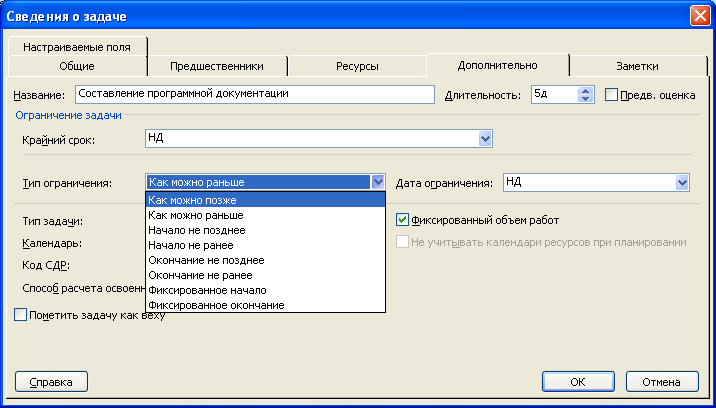 Сведения о задаче
Настраиваемые поля
Общие Предшественники Ресурсы Дополнительно Заметки
Название: Составление программной документации Длительность: 5д Предв. оценка
Ограничение задачи
Крайний срок: НД
Тип ограничения: Как можно раньше Дата ограничения: НД
Как можно позже
Тип задачи: Как можно раньше Фиксированный объем работ
Начало не позднее
Календарь: Начало не ранее Не учитывать календари ресурсов при планировании
Код СДР: Окончание не позднее
Окончание не ранее
Способ расчета освоенн Фиксированное начало
Фиксированное окончание
Пометить задачу как веху
Справка ОК Отмена